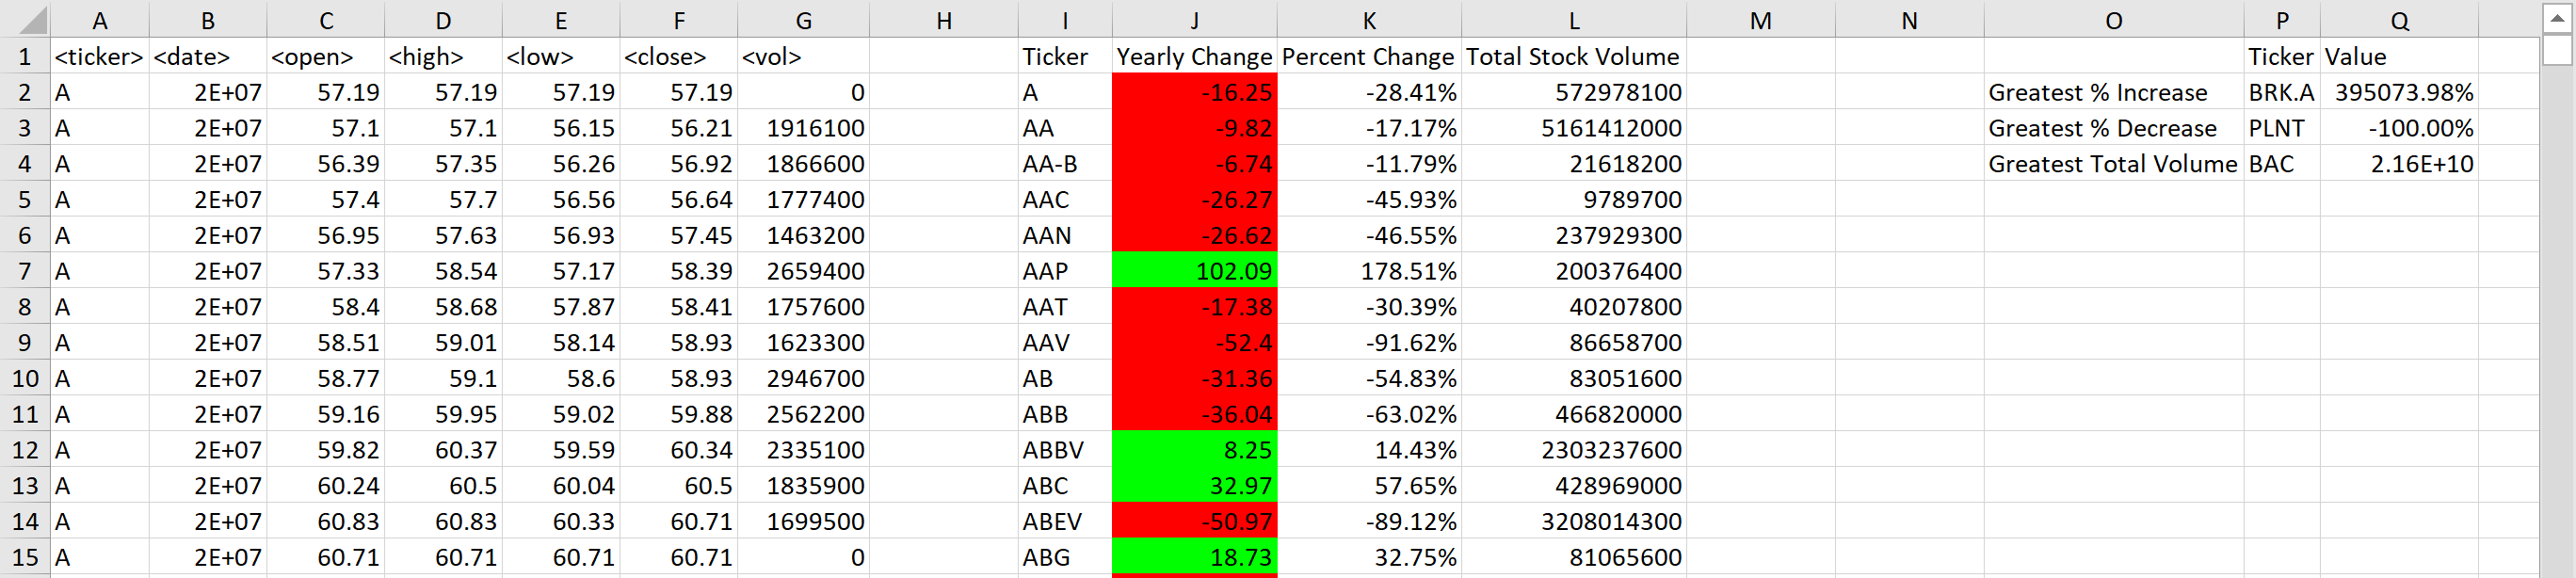 A B C D E F G H I J K L M N O P Q
1 <ticker> <date> <open> <high> <low> <close> <vol> Ticker Yearly Change Percent Change Total Stock Volume Ticker Value
2 A 2E+07 57.19 57.19 57.19 57.19 0 A -16.25 -28.41% 572978100 Greatest % Increase BRK.A 395073.98%
3 A 2E+07 57.1 57.1 56.15 56.21 1916100 AA -9.82 -17.17% 5161412000 Greatest % Decrease PLNT -100.00%
4 A 2E+07 56.39 57.35 56.26 56.92 1866600 AA-B -6.74 -11.79% 21618200 Greatest Total Volume BAC 2.16E+10
5 A 2E+07 57.4 57.7 56.56 56.64 1777400 AAC -26.27 -45.93% 9789700
6 A 2E+07 56.95 57.63 56.93 57.45 1463200 AAN -26.62 -46.55% 237929300
7 A 2E+07 57.33 58.54 57.17 58.39 2659400 AAP 102.09 178.51% 200376400
8 A 2E+07 58.4 58.68 57.87 58.41 1757600 AAT -17.38 -30.39% 40207800
9 A 2E+07 58.51 59.01 58.14 58.93 1623300 AAV -52.4 -91.62% 86658700
10 A 2E+07 58.77 59.1 58.6 58.93 2946700 AB -31.36 -54.83% 83051600
11 A 2E+07 59.16 59.95 59.02 59.88 2562200 ABB -36.04 -63.02% 466820000
12 A 2E+07 59.82 60.37 59.59 60.34 2335100 ABBV 8.25 14.43% 2303237600
13 A 2E+07 60.24 60.5 60.04 60.5 1835900 ABC 32.97 57.65% 428969000
14 A 2E+07 60.83 60.83 60.33 60.71 1699500 ABEV -50.97 -89.12% 3208014300
15 A 2E+07 60.71 60.71 60.71 60.71 0 ABG 18.73 32.75% 81065600